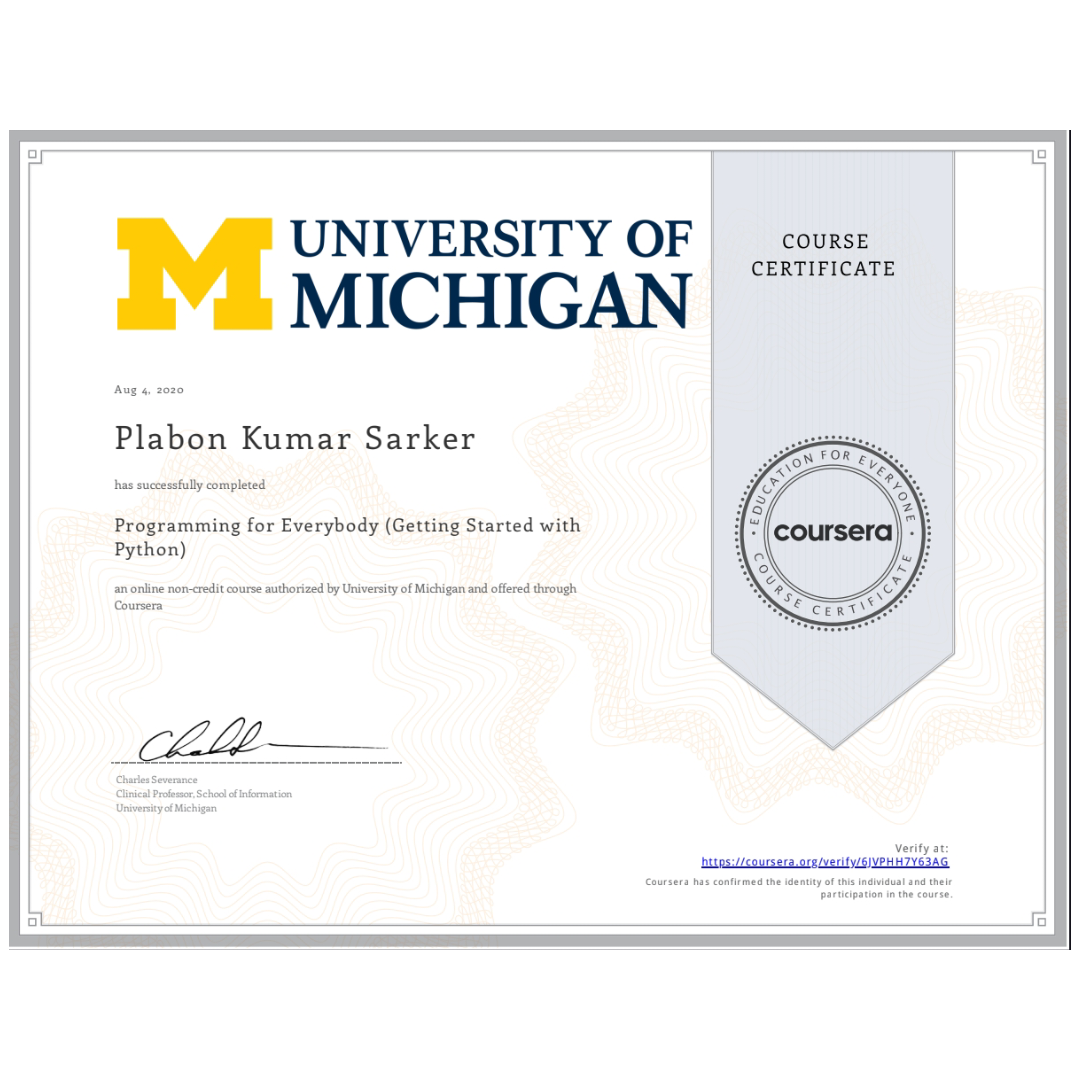 UNIVERSITY OF
MICHIGAN
COURSE
CERTIFICATE
Aug 4, 2020
Plabon Kumar Sarker
has successfully completed
Programming for Everybody (Getting Started with
Python)
an online non-credit course authorized by University of Michigan and offered through
Coursera
EDUCATION FOR EVERYONE
coursera
COURSE CERTIFICATE
Charles Severance
Clinical Professor, School of Information
University of Michigan
Verify at:
https://coursera.org/verify/6JVPHH7Y63AG
Coursera has confirmed the identity of this individual and their
participation in the course.